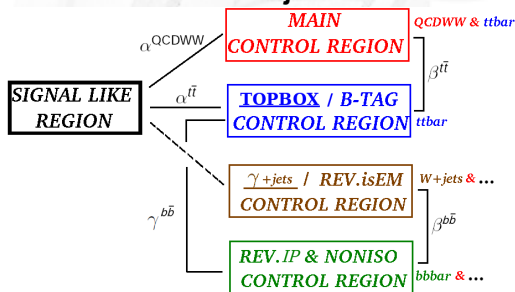 MAIN
CONTROL REGION
QCDWW & ttbar
α^QCDWW
β^tt̄
SIGNAL LIKE
REGION
α^tt̄
TOPBOX / B-TAG
CONTROL REGION
ttbar
γ+jets / REV.isEM
CONTROL REGION
W+jets & ...
γ^bb̄
β^bb̄
REV.IP & NONISO
CONTROL REGION
bbbar & ...